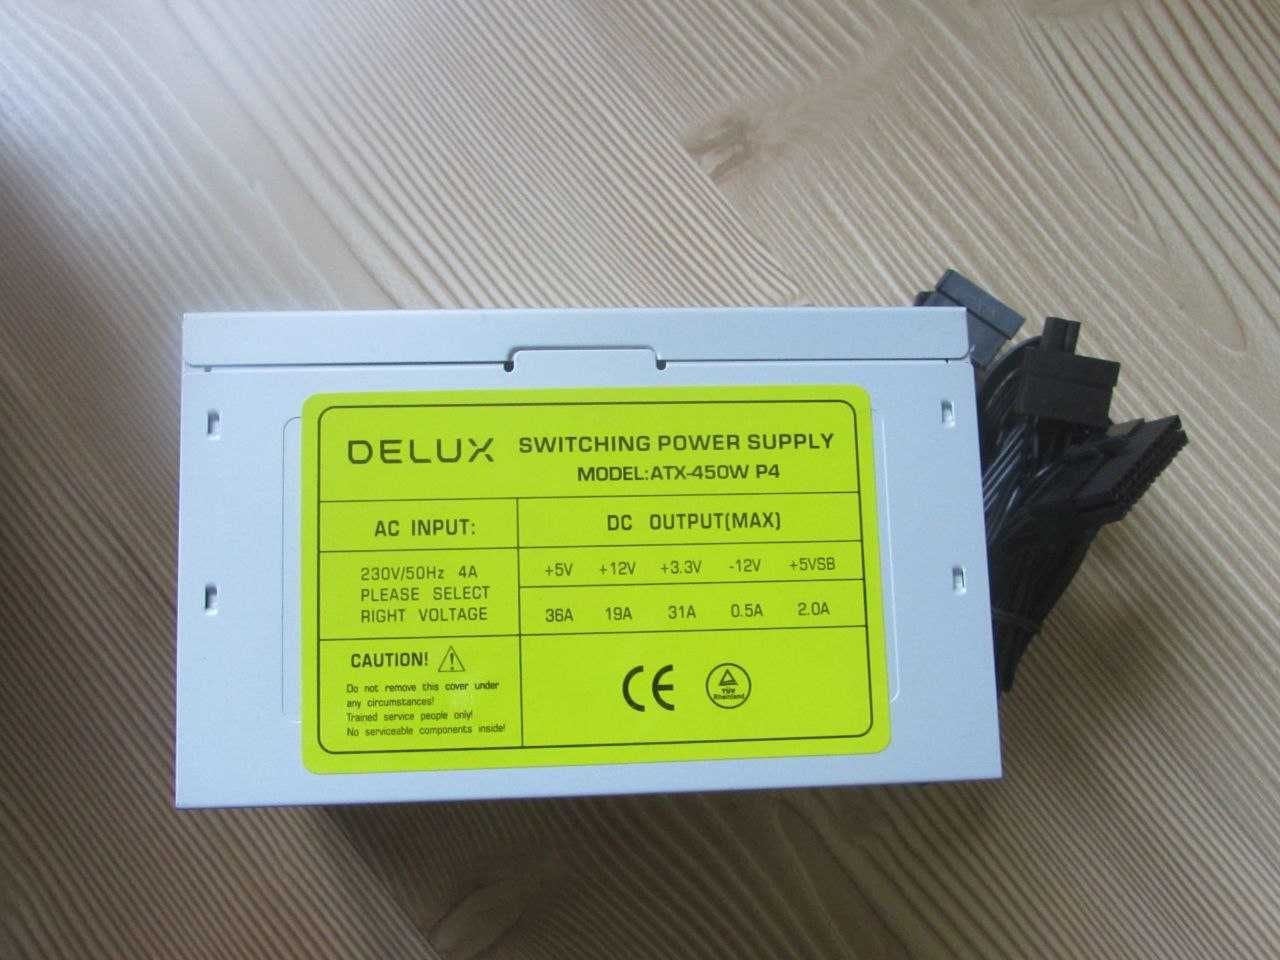 DELUX SWITCHING POWER SUPPLY
MODEL:ATX-450W P4
AC INPUT:
230V/50Hz 4A
PLEASE SELECT
RIGHT VOLTAGE
DC OUTPUT(MAX)
+5V +12V +3.3V -12V +5VSB
36A 19A 31A 0.5A 2.0A
CAUTION!
Do not remove this cover under
any circumstances!
Trained service people only!
No serviceable components inside!
CE
TÜV
Rheinland